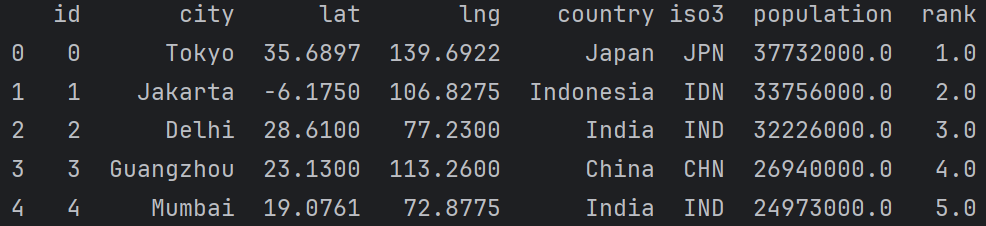 id city lat lng country iso3 population rank
0 0 Tokyo 35.6897 139.6922 Japan JPN 37732000.0 1.0
1 1 Jakarta -6.1750 106.8275 Indonesia IDN 33756000.0 2.0
2 2 Delhi 28.6100 77.2300 India IND 32226000.0 3.0
3 3 Guangzhou 23.1300 113.2600 China CHN 26940000.0 4.0
4 4 Mumbai 19.0761 72.8775 India IND 24973000.0 5.0